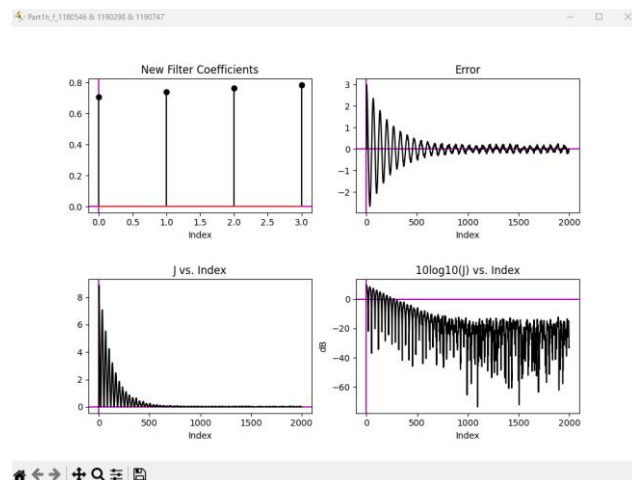 Part1h_f_1180546 & 1190298 & 1190747
New Filter Coefficients
0.8
0.6
0.4
0.2
0.0
0.0 0.5 1.0 1.5 2.0 2.5 3.0
Index
Error
3
2
1
0
−1
−2
0 500 1000 1500 2000
Index
J vs. Index
8
6
4
2
0
0 500 1000 1500 2000
Index
10log10(J) vs. Index
dB
0
−20
−40
−60
0 500 1000 1500 2000
Index